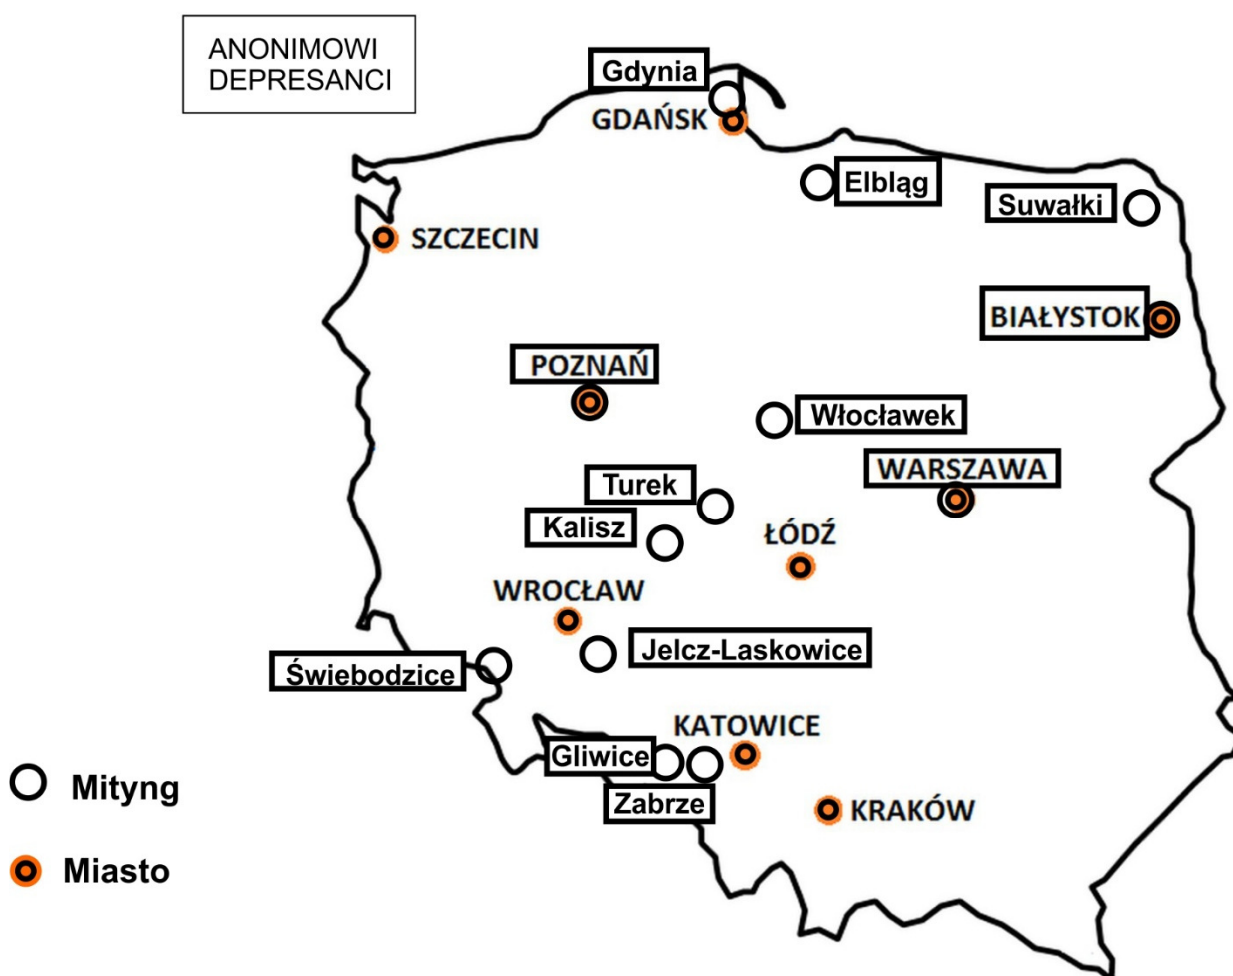 ANONIMOWI
DEPRESANCI
Gdynia
GDAŃSK
Elbląg
Suwałki
SZCZECIN
BIAŁYSTOK
POZNAŃ
Włocławek
WARSZAWA
Turek
Kalisz
ŁÓDŹ
WROCŁAW
Jelcz-Laskowice
Świebodzice
KATOWICE
Gliwice
Zabrze
KRAKÓW
Mityng
Miasto